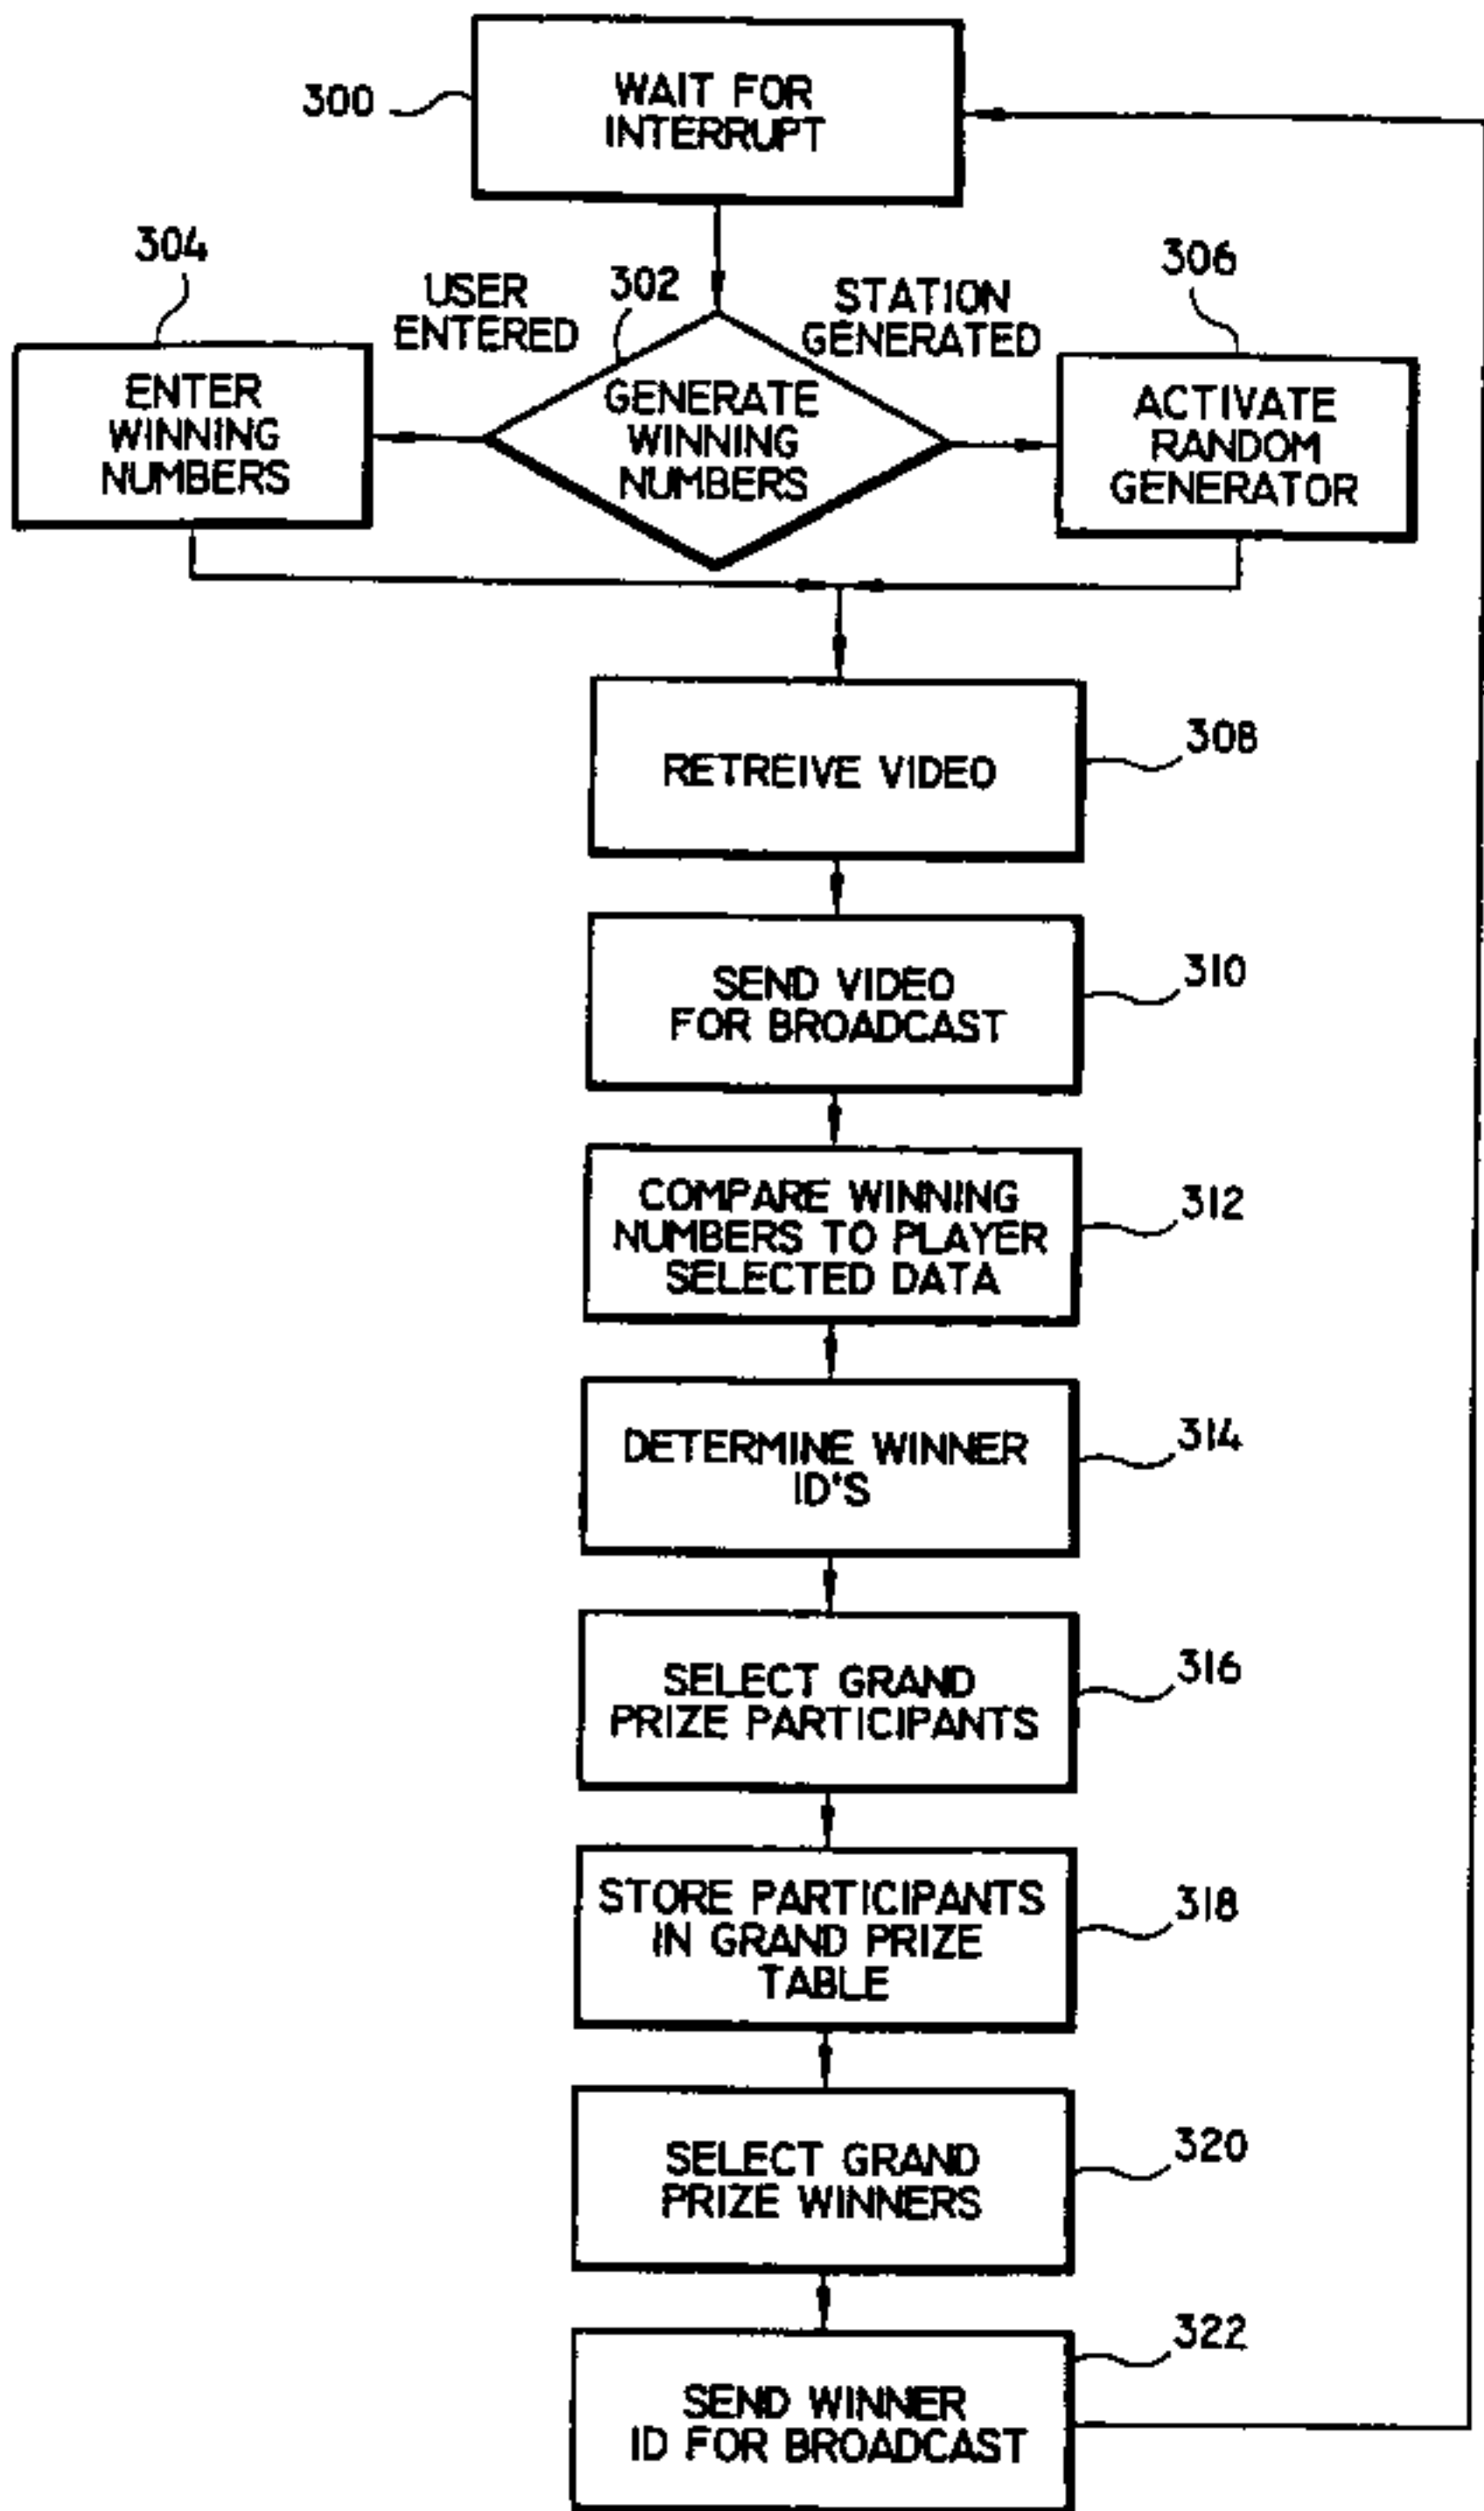 300
WAIT FOR
INTERRUPT
304
USER
ENTERED
302
STATION
GENERATED
306
ENTER
WINNING
NUMBERS
GENERATE
WINNING
NUMBERS
ACTIVATE
RANDOM
GENERATOR
RETREIVE VIDEO
308
SEND VIDEO
FOR BROADCAST
310
COMPARE WINNING
NUMBERS TO PLAYER
SELECTED DATA
312
DETERMINE WINNER
ID'S
314
SELECT GRAND
PRIZE PARTICIPANTS
316
STORE PARTICIPANTS
IN GRAND PRIZE
TABLE
318
SELECT GRAND
PRIZE WINNERS
320
SEND WINNER
ID FOR BROADCAST
322